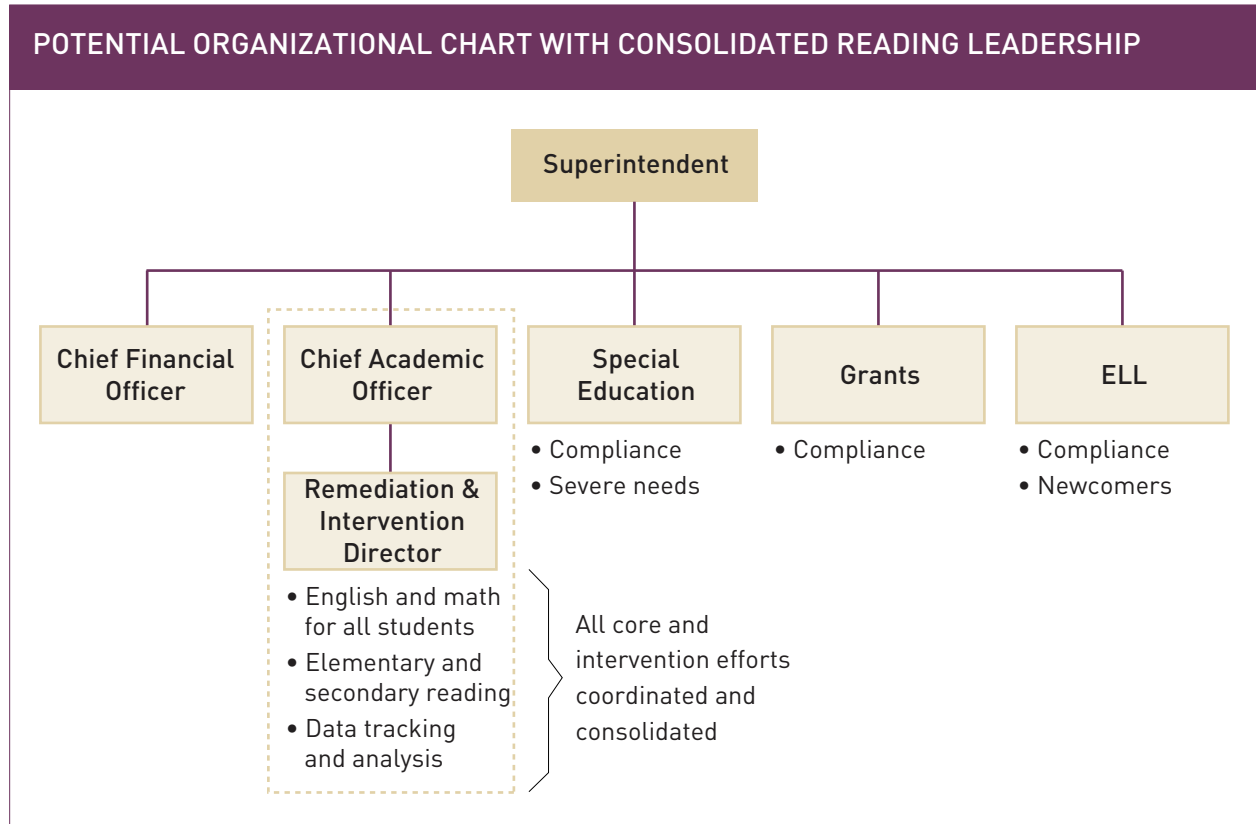 POTENTIAL ORGANIZATIONAL CHART WITH CONSOLIDATED READING LEADERSHIP
Superintendent
Chief Financial
Officer
Chief Academic
Officer
Special
Education
Grants
ELL
• Compliance
• Severe needs
• Compliance
• Compliance
• Newcomers
Remediation &
Intervention
Director
• English and math
for all students
• Elementary and
secondary reading
• Data tracking
and analysis
All core and
intervention efforts
coordinated and
consolidated